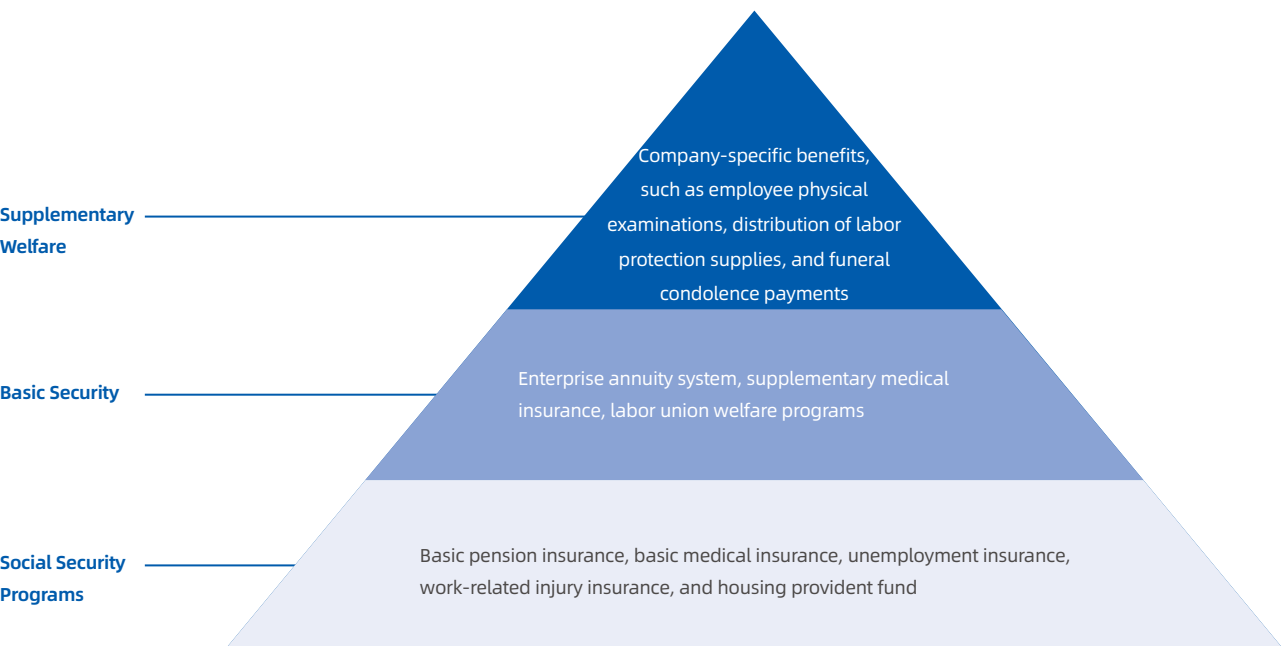 Supplementary
Welfare
Company-specific benefits,
such as employee physical
examinations, distribution of labor
protection supplies, and funeral
condolence payments
Basic Security
Enterprise annuity system, supplementary medical
insurance, labor union welfare programs
Social Security
Programs
Basic pension insurance, basic medical insurance, unemployment insurance,
work-related injury insurance, and housing provident fund